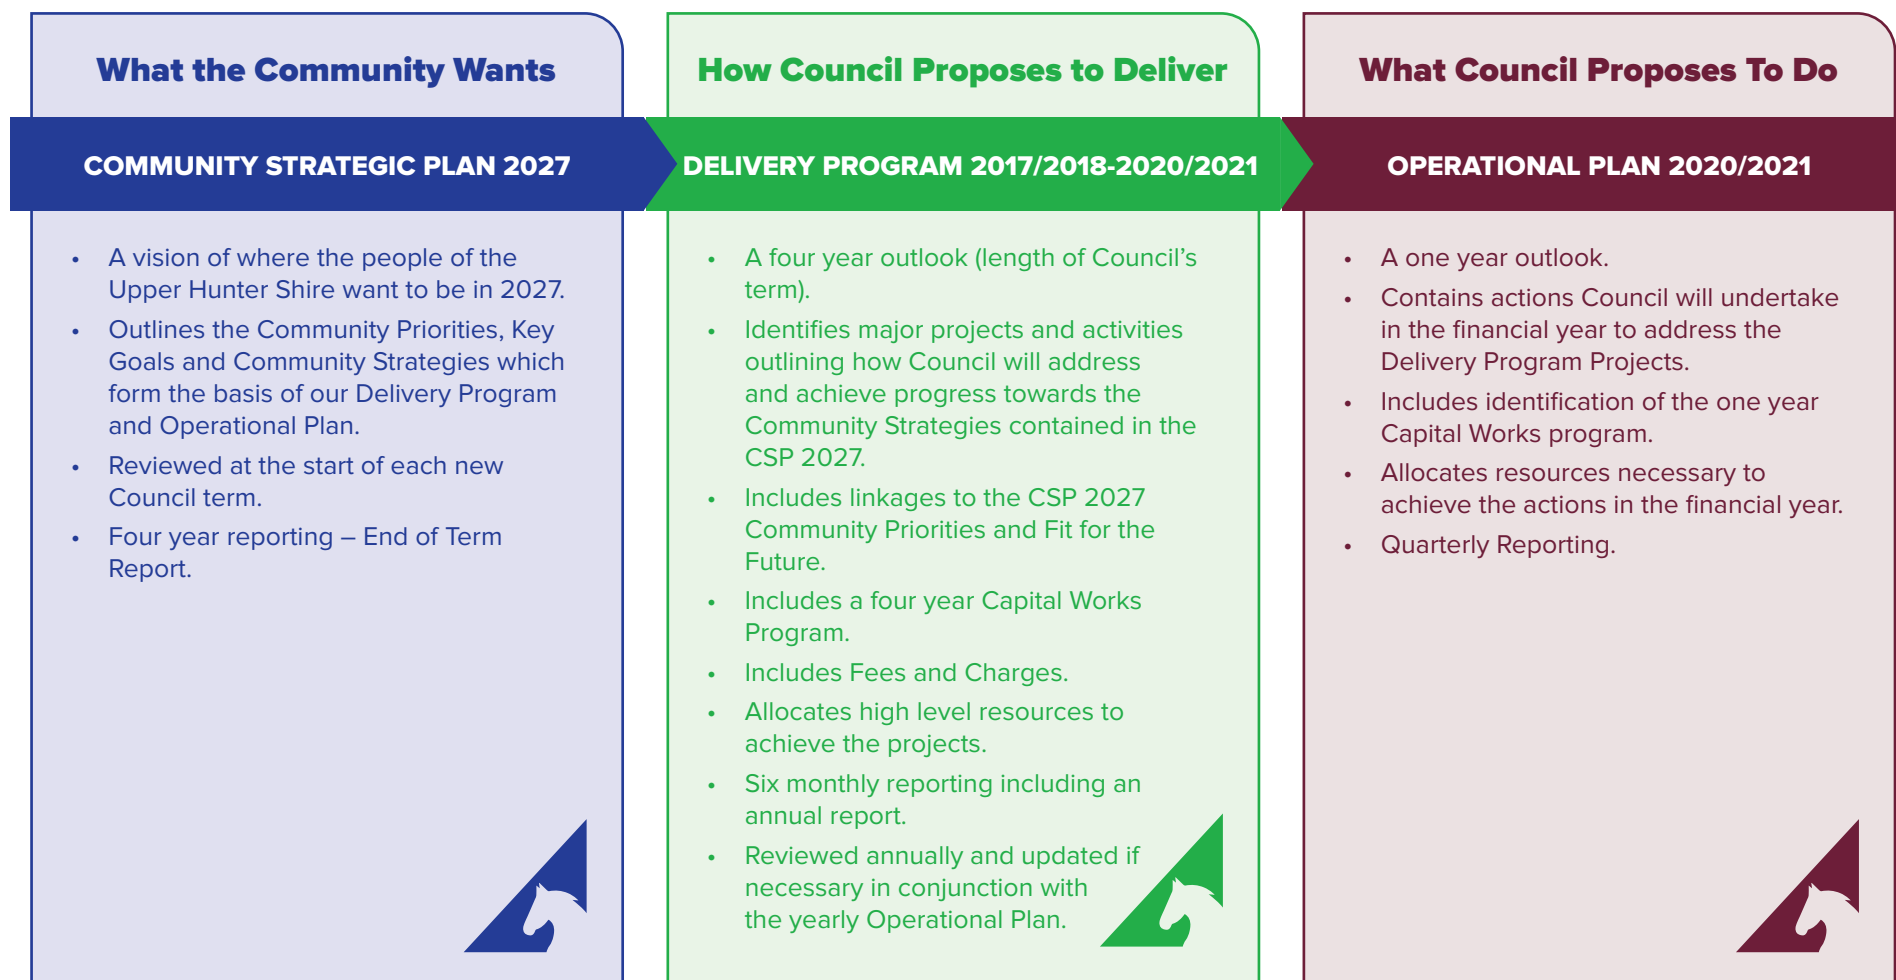 What the Community Wants
COMMUNITY STRATEGIC PLAN 2027
• A vision of where the people of the
Upper Hunter Shire want to be in 2027.
• Outlines the Community Priorities, Key
Goals and Community Strategies which
form the basis of our Delivery Program
and Operational Plan.
• Reviewed at the start of each new
Council term.
• Four year reporting – End of Term
Report.
How Council Proposes to Deliver
DELIVERY PROGRAM 2017/2018-2020/2021
• A four year outlook (length of Council’s
term).
• Identifies major projects and activities
outlining how Council will address
and achieve progress towards the
Community Strategies contained in the
CSP 2027.
• Includes linkages to the CSP 2027
Community Priorities and Fit for the
Future.
• Includes a four year Capital Works
Program.
• Includes Fees and Charges.
• Allocates high level resources to
achieve the projects.
• Six monthly reporting including an
annual report.
• Reviewed annually and updated if
necessary in conjunction with
the yearly Operational Plan.
What Council Proposes To Do
OPERATIONAL PLAN 2020/2021
• A one year outlook.
• Contains actions Council will undertake
in the financial year to address the
Delivery Program Projects.
• Includes identification of the one year
Capital Works program.
• Allocates resources necessary to
achieve the actions in the financial year.
• Quarterly Reporting.